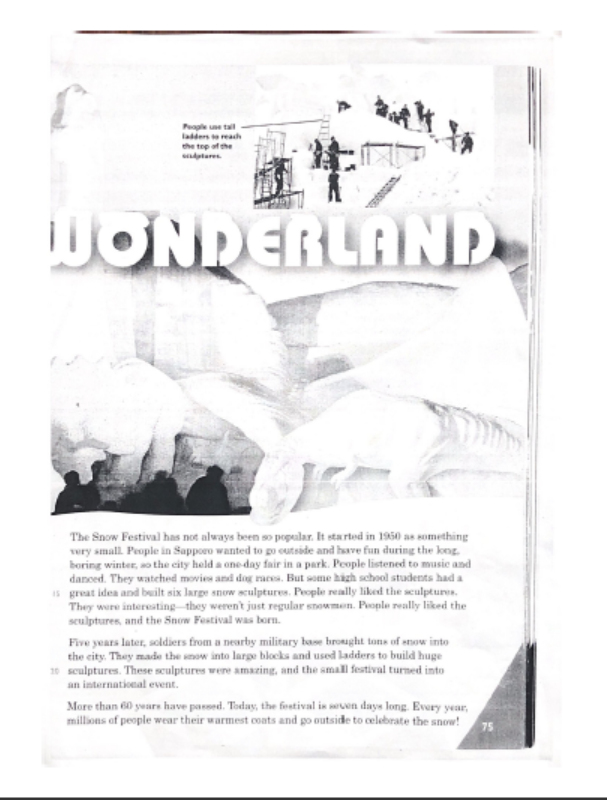 People use tall
ladders to reach
the top of the
sculptures.
WONDERLAND
The Snow Festival has not always been so popular. It started in 1950 as something
very small. People in Sapporo wanted to go outside and have fun during the long,
boring winter, so the city held a one-day fair in a park. People listened to music and
danced. They watched movies and dog races. But some high school students had a
15 great idea and built six large snow sculptures. People really liked the sculptures.
They were interesting—they weren't just regular snowmen. People really liked the
sculptures, and the Snow Festival was born.
Five years later, soldiers from a nearby military base brought tons of snow into
the city. They made the snow into large blocks and used ladders to build huge
20 sculptures. These sculptures were amazing, and the small festival turned into
an international event.
More than 60 years have passed. Today, the festival is seven days long. Every year,
millions of people wear their warmest coats and go outside to celebrate the snow!
75